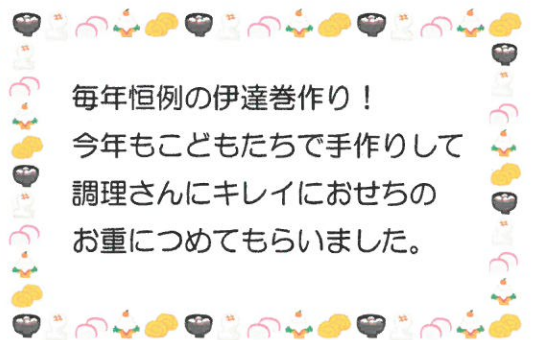 毎年恒例の伊達巻作り！
今年もこどもたちで手作りして
調理さんにキレイにおせちの
お重につめてもらいました。